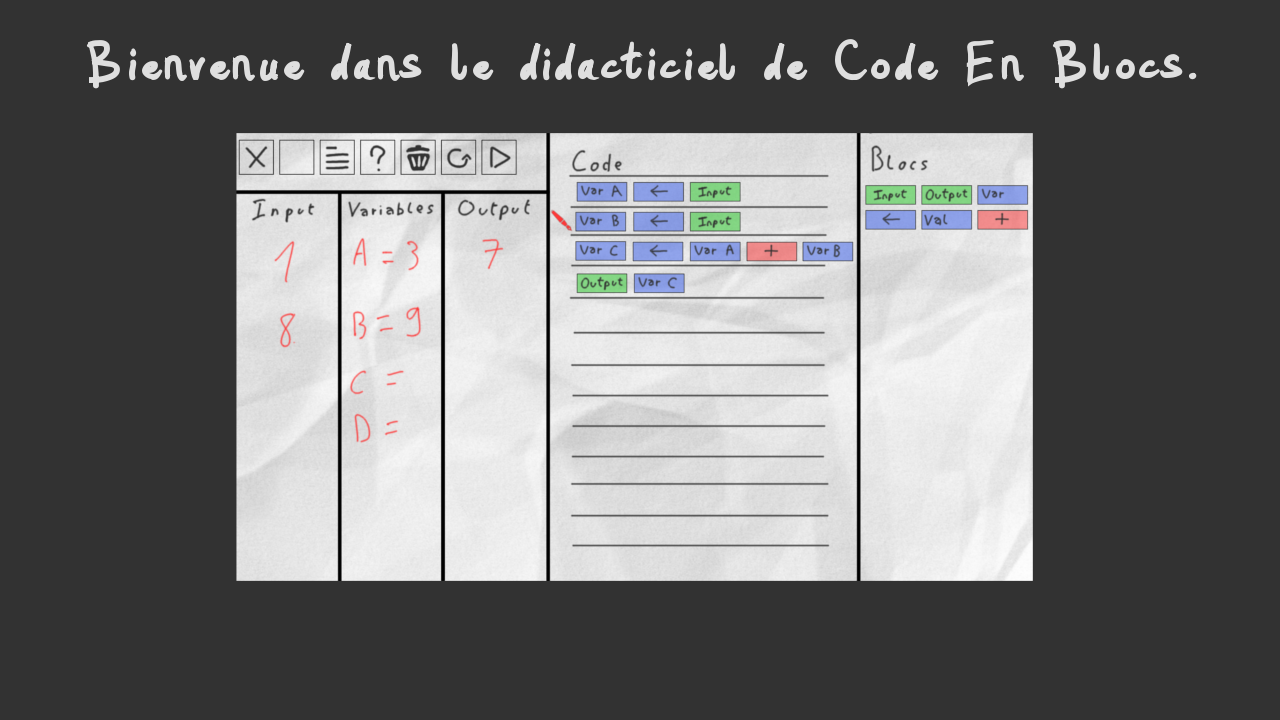 Bienvenue dans le didacticiel de Code En Blocs.
?
Input Variables Output
1 A = 3 7
8 B = 9
C =
D =
Code
Var A ← Input
Var B ← Input
Var C ← Var A + Var B
Output Var C
Blocs
Input Output Var
← Val +